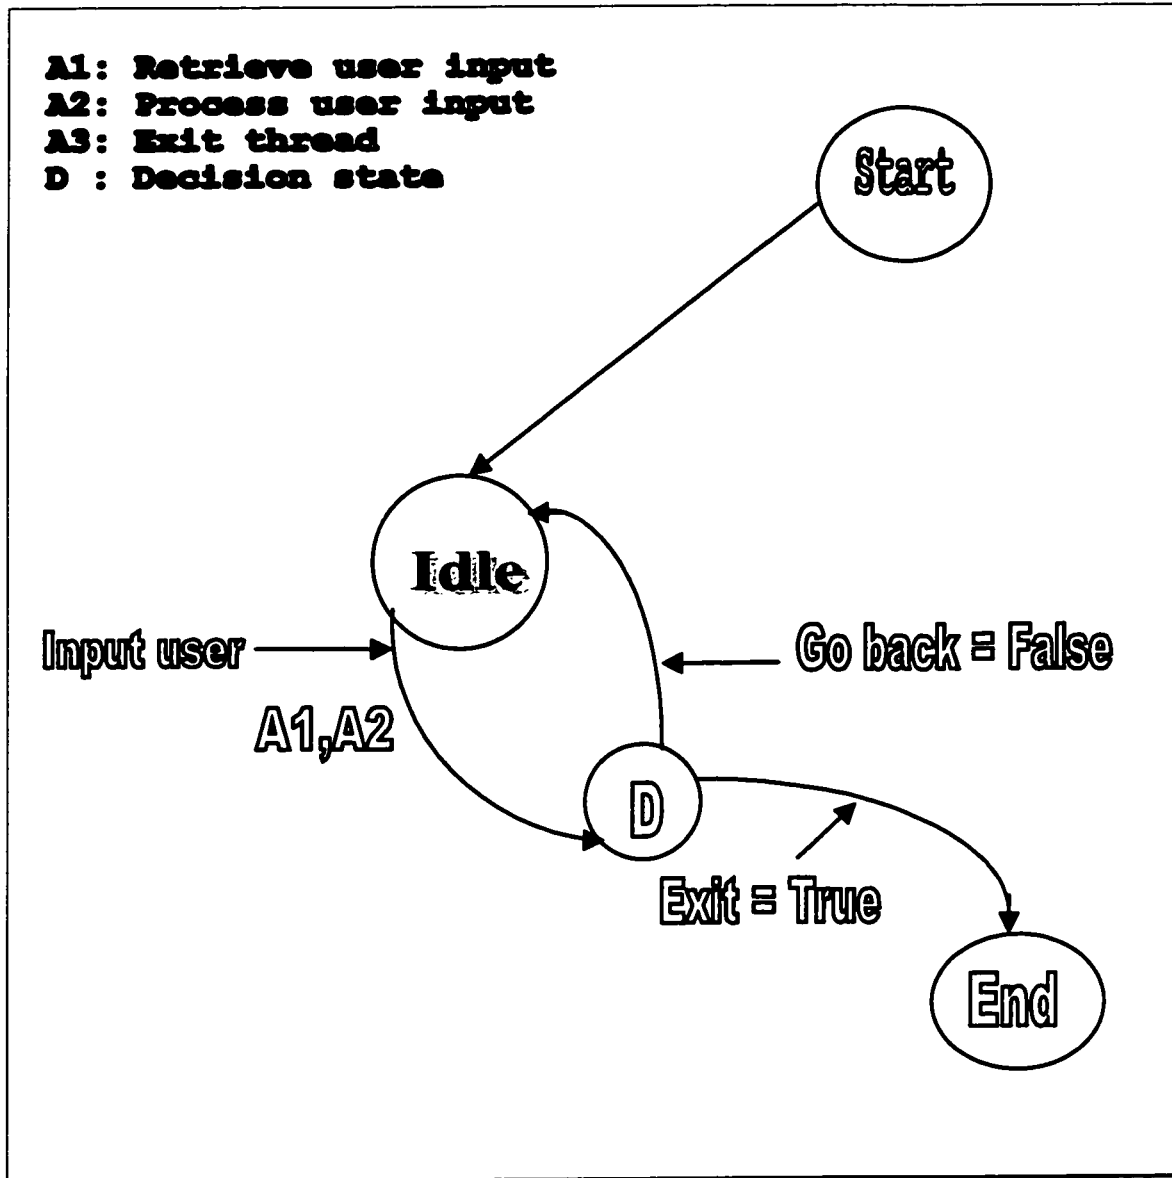 A1: Retrieve user input
A2: Process user input
A3: Exit thread
D : Decision state
Start
Idle
Input user
Go back = False
A1,A2
D
Exit = True
End